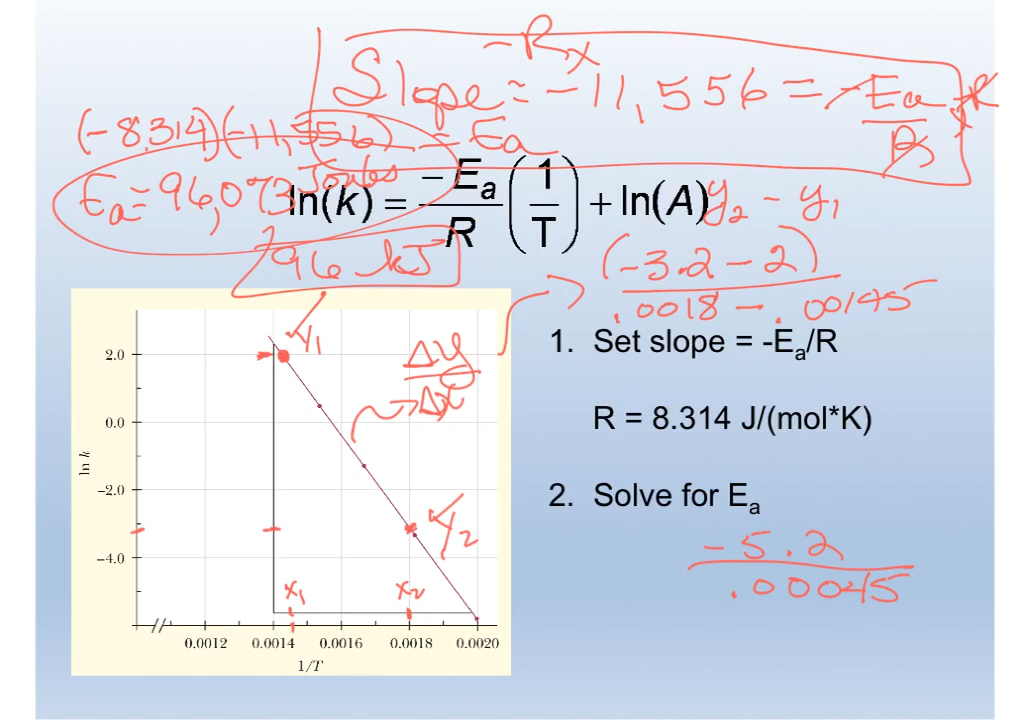 - Rx
Slope = -11,556 = -Ea
R
(-8.314)(-11,556) = Ea
Ea = 96,073 Joules
ln(k) = -Ea/R (1/T) + ln(A)
y2 - y1
96 kJ
(-3.2 - 2)
.0018 - .00145
1. Set slope = -Ea/R
R = 8.314 J/(mol*K)
2. Solve for Ea
-5.2
.00045
Y1
Δy
Δx
Y2
x1
x2
2.0
0.0
-2.0
-4.0
ln k
0.0012 0.0014 0.0016 0.0018 0.0020
1/T